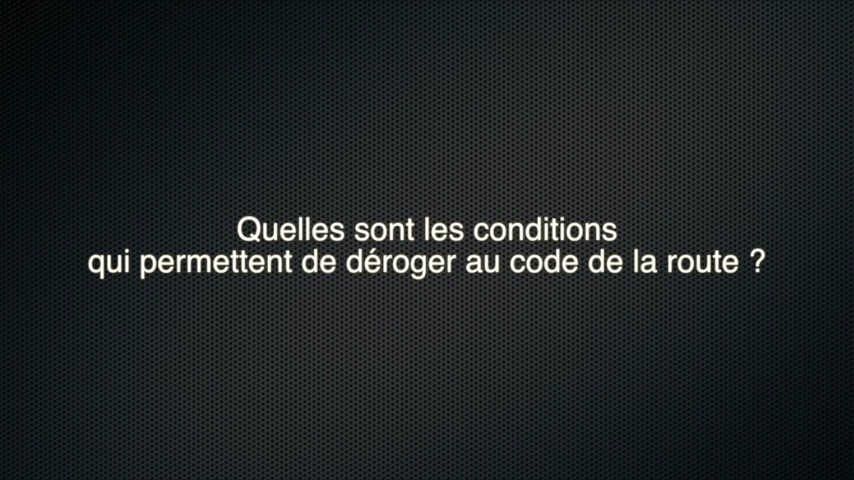 Quelles sont les conditions
qui permettent de déroger au code de la route ?